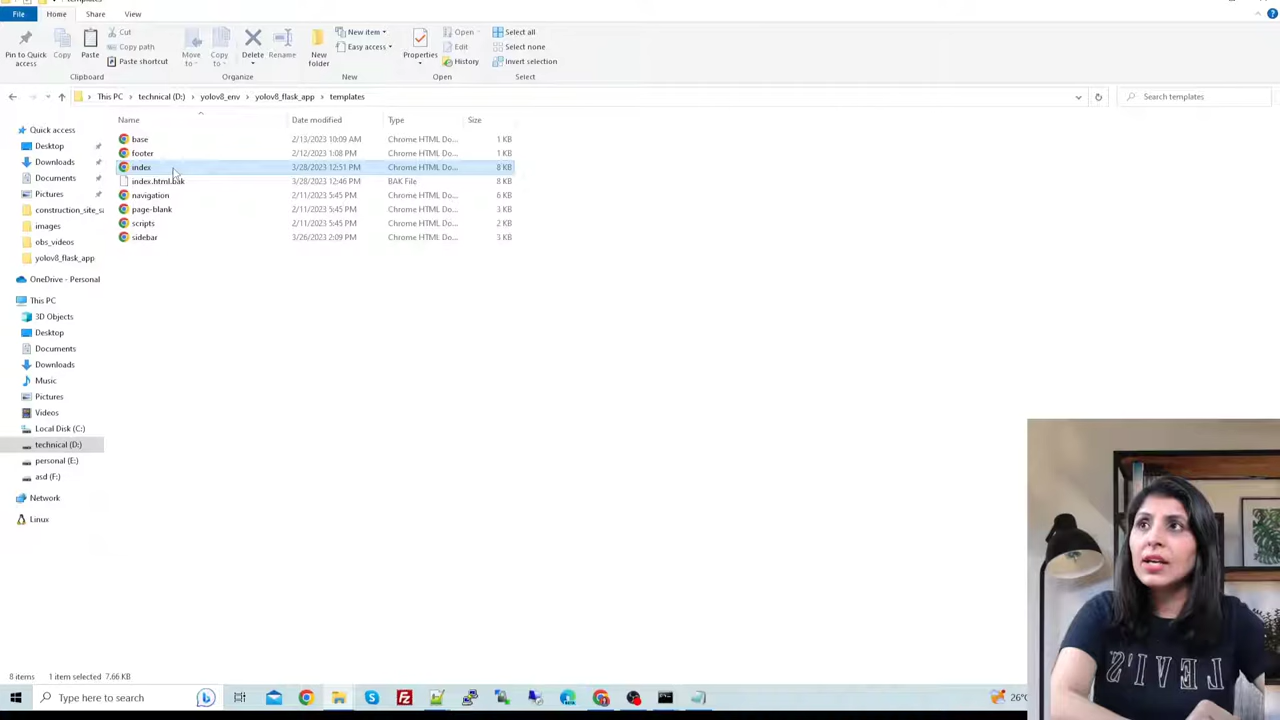 templates
File Home Share View
Pin to Quick access
Copy
Paste
Cut
Copy path
Paste shortcut
Move to
Copy to
Delete
Rename
New folder
New item
Easy access
Properties
Open
Edit
History
Select all
Select none
Invert selection
Clipboard Organize New Open Select
This PC > technical (D:) > yolov8_env > yolov8_flask_app > templates
Search templates
Name Date modified Type Size
base 2/13/2023 10:09 AM Chrome HTML Do... 1 KB
footer 2/12/2023 1:08 PM Chrome HTML Do... 1 KB
index 3/28/2023 12:51 PM Chrome HTML Do... 8 KB
index.html.bak 3/28/2023 12:46 PM BAK File 8 KB
navigation 2/11/2023 5:45 PM Chrome HTML Do... 6 KB
page-blank 2/11/2023 5:45 PM Chrome HTML Do... 3 KB
scripts 2/11/2023 5:45 PM Chrome HTML Do... 2 KB
sidebar 3/26/2023 2:09 PM Chrome HTML Do... 3 KB
Quick access
Desktop
Downloads
Documents
Pictures
construction_site_sa
images
obs_videos
yolov8_flask_app
OneDrive - Personal
This PC
3D Objects
Desktop
Documents
Downloads
Music
Pictures
Videos
Local Disk (C:)
technical (D:)
personal (E:)
asd (F:)
Network
Linux
LEVI'S
8 items 1 item selected 7.66 KB
Type here to search
26°